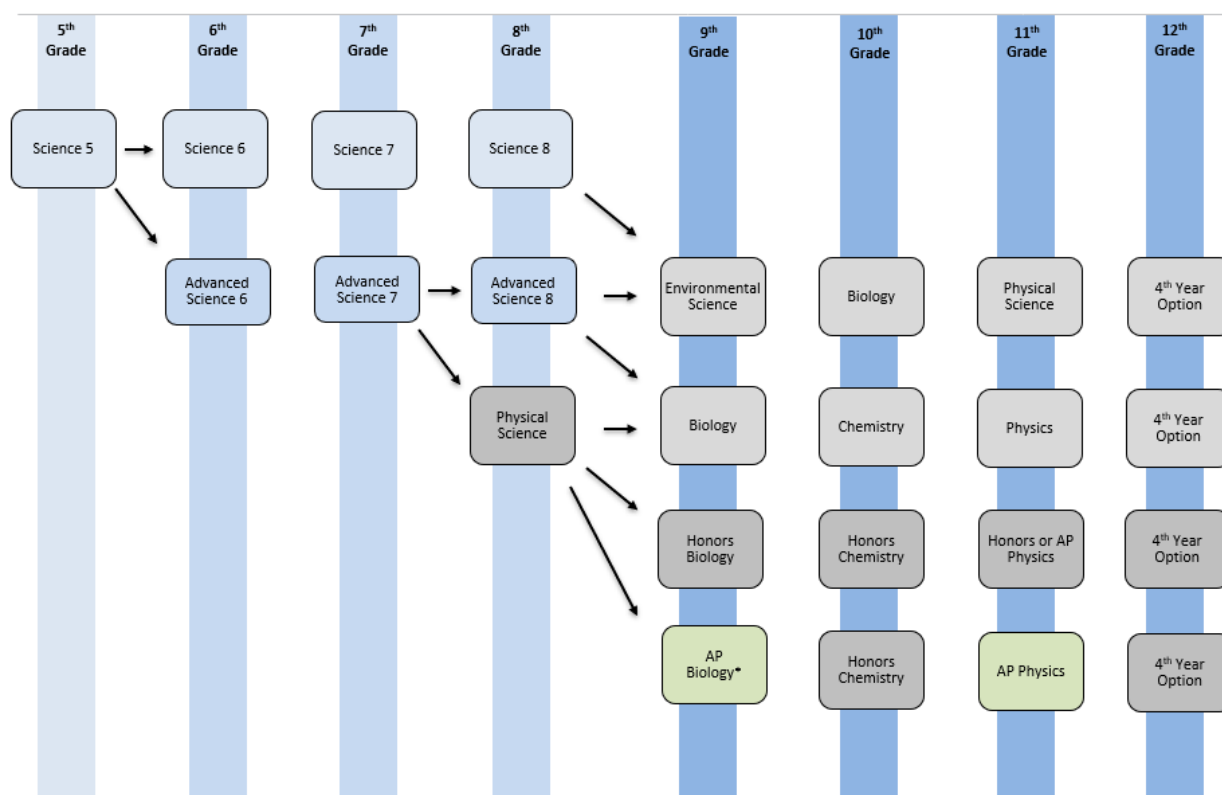 5th
Grade
6th
Grade
7th
Grade
8th
Grade
9th
Grade
10th
Grade
11th
Grade
12th
Grade
Science 5
Science 6
Science 7
Science 8
Advanced
Science 6
Advanced
Science 7
Advanced
Science 8
Environmental
Science
Biology
Physical
Science
4th Year
Option
Physical
Science
Biology
Chemistry
Physics
4th Year
Option
Honors
Biology
Honors
Chemistry
Honors or AP
Physics
4th Year
Option
AP
Biology*
Honors
Chemistry
AP Physics
4th Year
Option